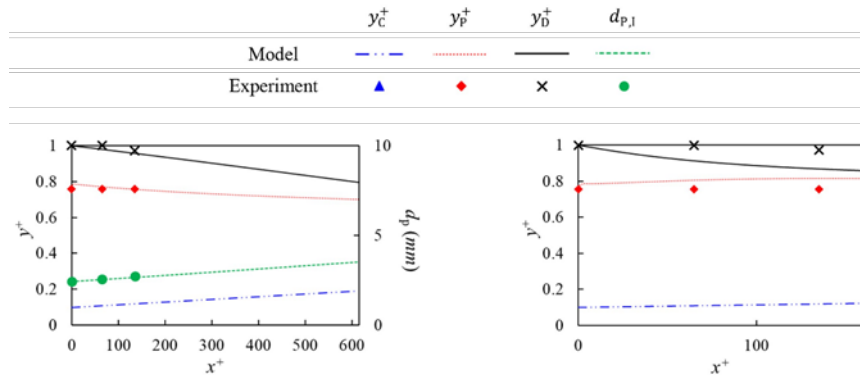 y_C^+ y_P^+ y_D^+ d_P,I
Model
Experiment
1
0.8
0.6
0.4
0.2
0
y^+
0 100 200 300 400 500 600
x^+
10
5
0
d_p (mm)
1
0.8
0.6
0.4
0.2
0
y^+
0 100
x^+